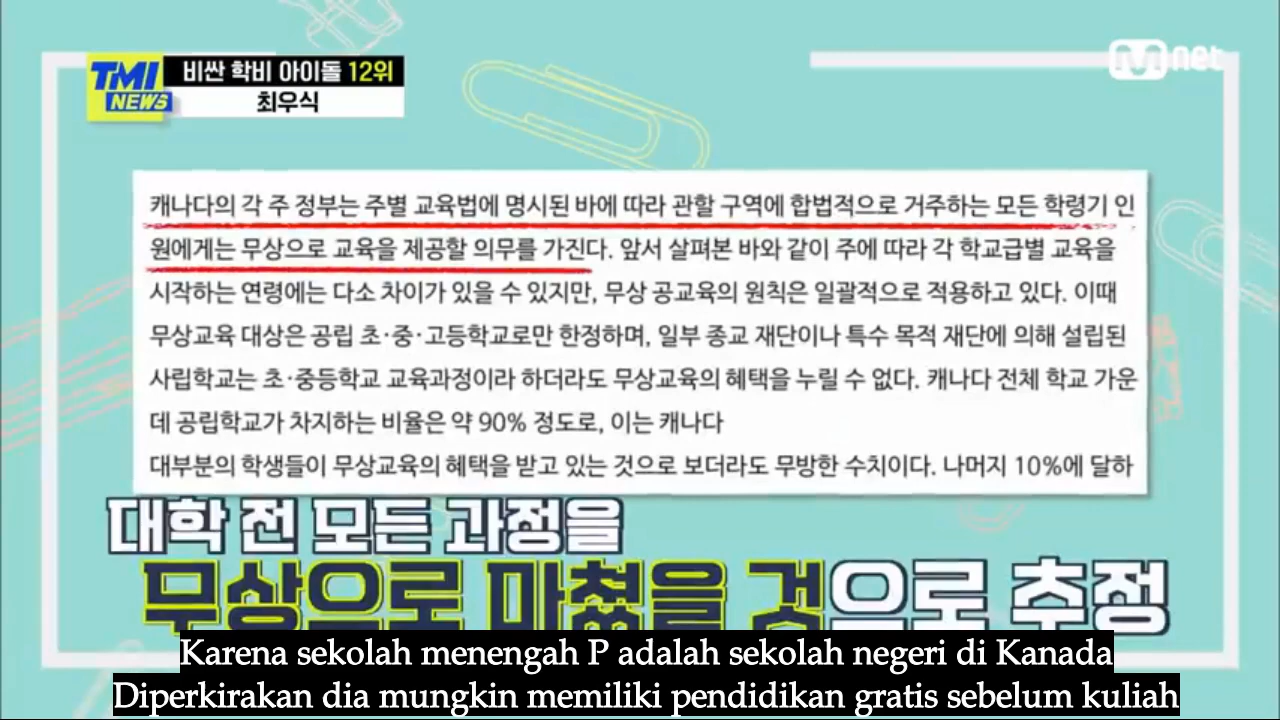 TMI NEWS
비싼 학비 아이돌 12위
최우식
Mnet
캐나다의 각 주 정부는 주별 교육법에 명시된 바에 따라 관할 구역에 합법적으로 거주하는 모든 학령기 인
원에게는 무상으로 교육을 제공할 의무를 가진다. 앞서 살펴본 바와 같이 주에 따라 각 학교급별 교육을
시작하는 연령에는 다소 차이가 있을 수 있지만, 무상 공교육의 원칙은 일괄적으로 적용하고 있다. 이때
무상교육 대상은 공립 초·중·고등학교로만 한정하며, 일부 종교 재단이나 특수 목적 재단에 의해 설립된
사립학교는 초·중등학교 교육과정이라 하더라도 무상교육의 혜택을 누릴 수 없다. 캐나다 전체 학교 가운
데 공립학교가 차지하는 비율은 약 90% 정도로, 이는 캐나다
대부분의 학생들이 무상교육의 혜택을 받고 있는 것으로 보더라도 무방한 수치이다. 나머지 10%에 달하
대학 전 모든 과정을
무상으로 마쳤을 것으로 추정
Karena sekolah menengah P adalah sekolah negeri di Kanada
Diperkirakan dia mungkin memiliki pendidikan gratis sebelum kuliah